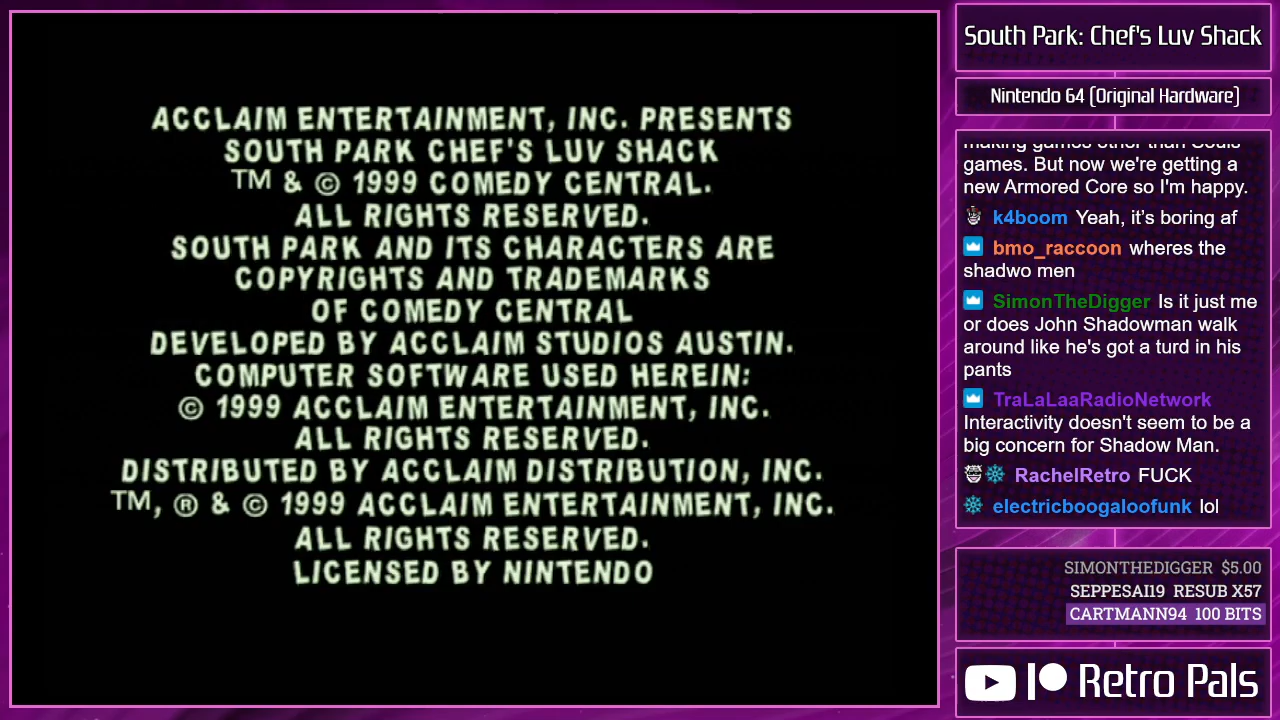 ACCLAIM ENTERTAINMENT, INC. PRESENTS
SOUTH PARK CHEF'S LUV SHACK
TM & © 1999 COMEDY CENTRAL.
ALL RIGHTS RESERVED.
SOUTH PARK AND ITS CHARACTERS ARE
COPYRIGHTS AND TRADEMARKS
OF COMEDY CENTRAL
DEVELOPED BY ACCLAIM STUDIOS AUSTIN.
COMPUTER SOFTWARE USED HEREIN:
© 1999 ACCLAIM ENTERTAINMENT, INC.
ALL RIGHTS RESERVED.
DISTRIBUTED BY ACCLAIM DISTRIBUTION, INC.
TM, ® & © 1999 ACCLAIM ENTERTAINMENT, INC.
ALL RIGHTS RESERVED.
LICENSED BY NINTENDO
South Park: Chef's Luv Shack
Nintendo 64 (Original Hardware)
making games other than Souls
games. But now we're getting a
new Armored Core so I'm happy.
k4boom Yeah, it's boring af
bmo_raccoon wheres the
shadwo men
SimonTheDigger Is it just me
or does John Shadowman walk
around like he's got a turd in his
pants
TraLaLaaRadioNetwork
Interactivity doesn't seem to be a
big concern for Shadow Man.
RachelRetro FUCK
electricboogaloofunk lol
SIMONTHEDIGGER $5.00
SEPPESAI19 RESUB X57
CARTMANN94 100 BITS
Retro Pals